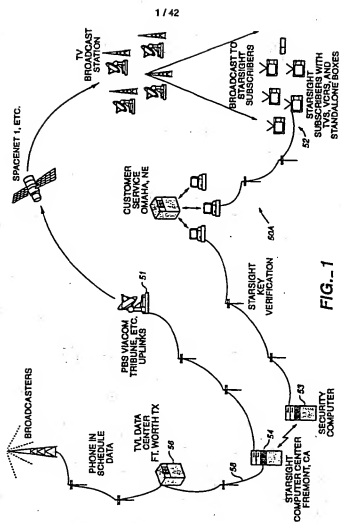 1 / 42
SPACENET 1, ETC.
TV
BROADCAST
STATION
BROADCAST TO
STARSIGHT
SUBSCRIBERS
STARSIGHT
SUBSCRIBERS WITH
TVS, VCRS, AND
STANDALONE BOXES
52
CUSTOMER
SERVICE
OMAHA, NE
50A
PBS VIACOM
TRIBUNE, ETC.
UPLINKS
51
STARSIGHT
KEY
VERIFICATION
BROADCASTERS
PHONE IN
SCHEDULE
DATA
TVL DATA
CENTER
FT. WORTH TX
56
58
54
STARSIGHT
COMPUTER CENTER
FREMONT, CA
53
SECURITY
COMPUTER
FIG._1